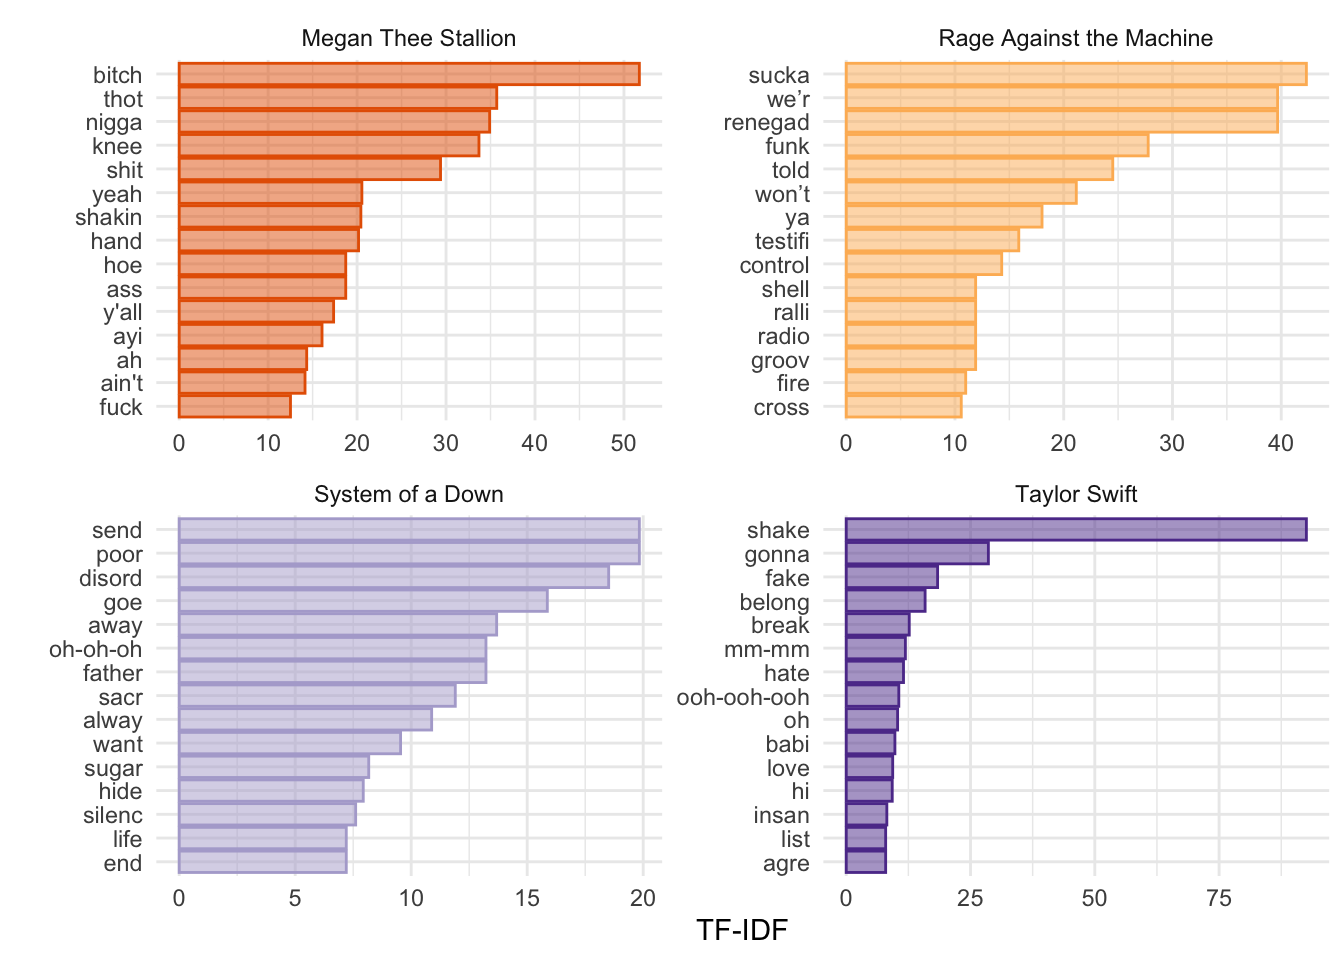 Megan Thee Stallion
bitch
thot
nigga
knee
shit
yeah
shakin
hand
hoe
ass
y'all
ayi
ah
ain't
fuck
0 10 20 30 40 50
Rage Against the Machine
sucka
we’r
renegad
funk
told
won’t
ya
testifi
control
shell
ralli
radio
groov
fire
cross
0 10 20 30 40
System of a Down
send
poor
disord
goe
away
oh-oh-oh
father
sacr
alway
want
sugar
hide
silenc
life
end
0 5 10 15 20
Taylor Swift
shake
gonna
fake
belong
break
mm-mm
hate
ooh-ooh-ooh
oh
babi
love
hi
insan
list
agre
0 25 50 75
TF-IDF